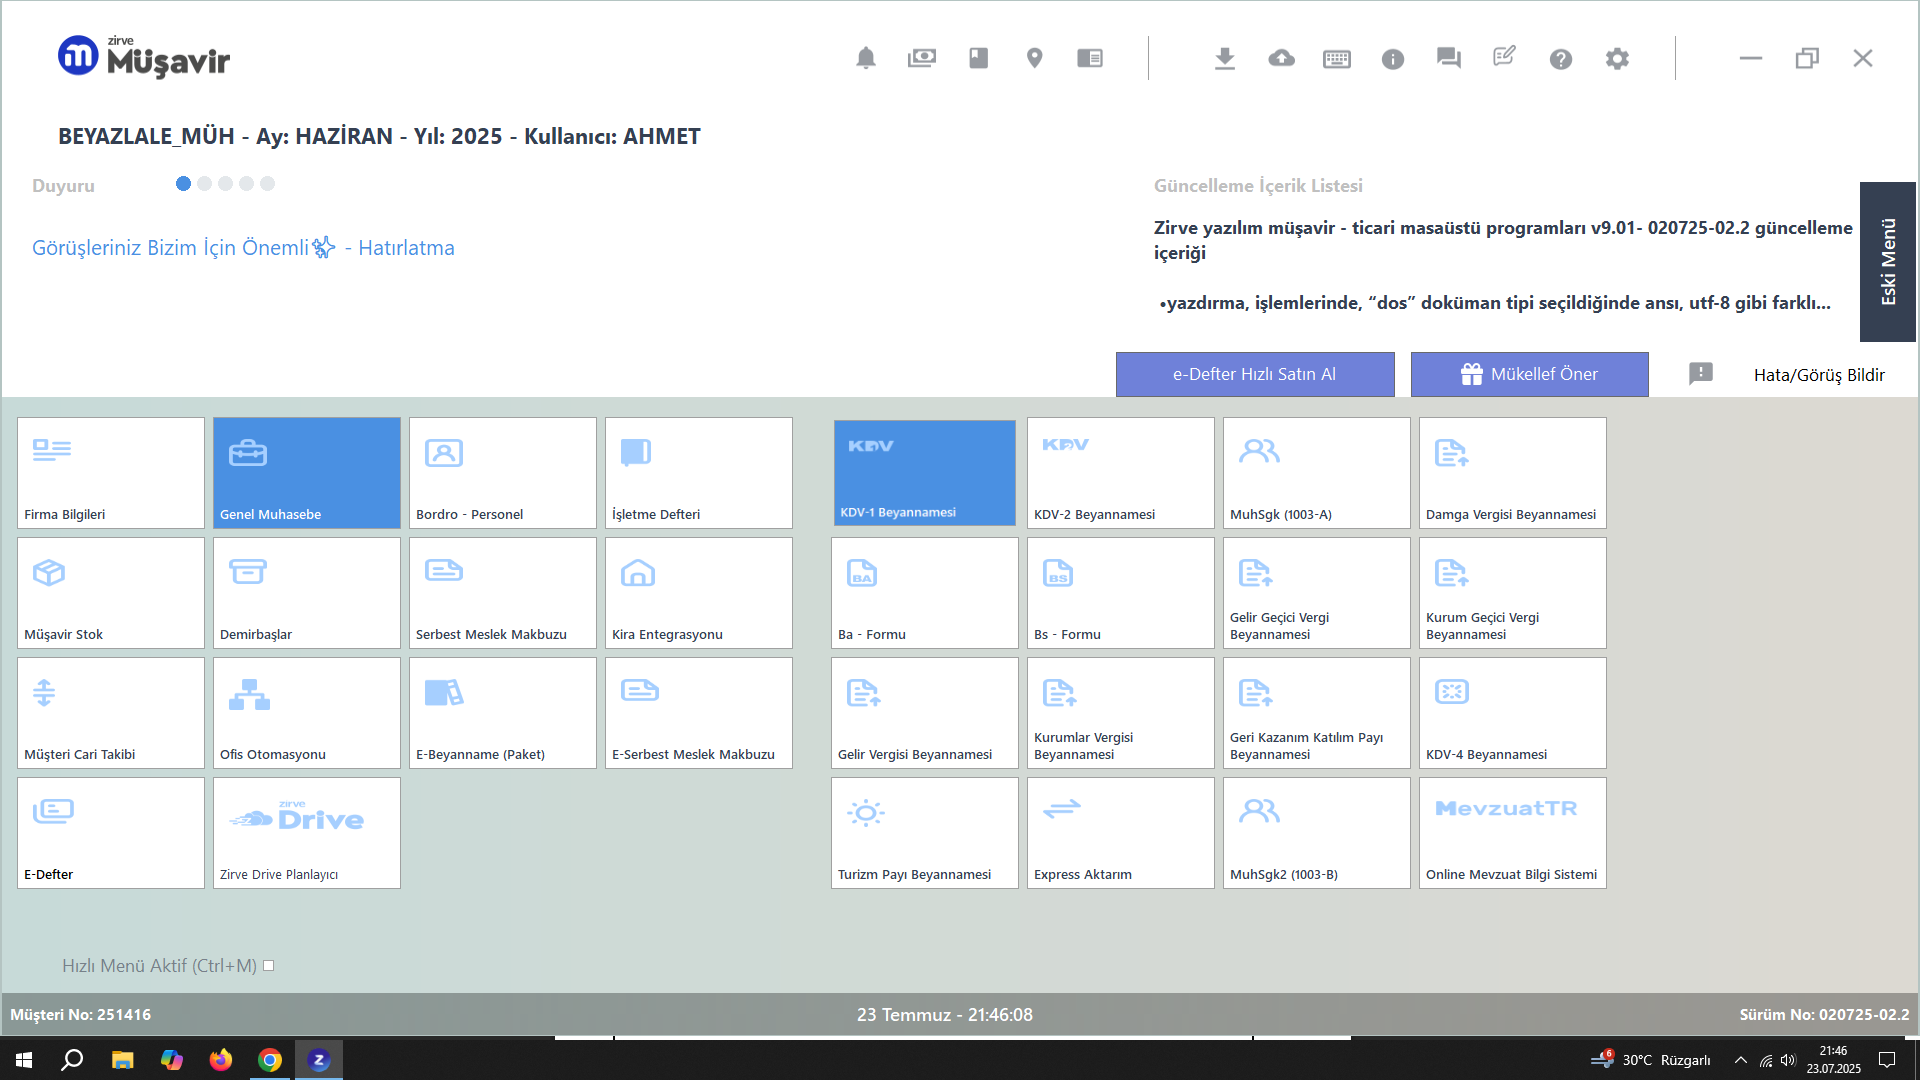 zirve
Müşavir
BEYAZLALE_MÜH - Ay: HAZİRAN - Yıl: 2025 - Kullanıcı: AHMET
Duyuru
Görüşleriniz Bizim İçin Önemli✨ - Hatırlatma
Güncelleme İçerik Listesi
Zirve yazılım müşavir - ticari masaüstü programları v9.01- 020725-02.2 güncelleme
içeriği
•yazdırma, işlemlerinde, “dos” doküman tipi seçildiğinde ansı, utf-8 gibi farklı...
Eski Menü
e-Defter Hızlı Satın Al
Mükellef Öner
Hata/Görüş Bildir
Firma Bilgileri
Genel Muhasebe
Bordro - Personel
İşletme Defteri
KDV
KDV-1 Beyannamesi
KDV
KDV-2 Beyannamesi
MuhSgk (1003-A)
Damga Vergisi Beyannamesi
Müşavir Stok
Demirbaşlar
Serbest Meslek Makbuzu
Kira Entegrasyonu
BA
Ba - Formu
BS
Bs - Formu
Gelir Geçici Vergi
Beyannamesi
Kurum Geçici Vergi
Beyannamesi
Müşteri Cari Takibi
Ofis Otomasyonu
E-Beyanname (Paket)
E-Serbest Meslek Makbuzu
Gelir Vergisi Beyannamesi
Kurumlar Vergisi
Beyannamesi
Geri Kazanım Katılım Payı
Beyannamesi
KDV-4 Beyannamesi
E-Defter
zirve
Drive
Zirve Drive Planlayıcı
Turizm Payı Beyannamesi
Express Aktarım
MuhSgk2 (1003-B)
MevzuatTR
Online Mevzuat Bilgi Sistemi
Hızlı Menü Aktif (Ctrl+M)
Müşteri No: 251416
23 Temmuz - 21:46:08
Sürüm No: 020725-02.2
6
30°C Rüzgarlı
21:46
23.07.2025